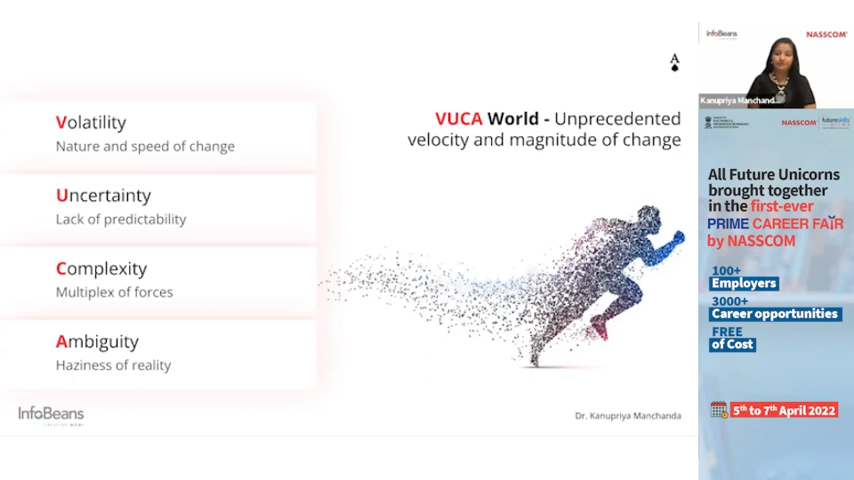 Volatility
Nature and speed of change
Uncertainty
Lack of predictability
Complexity
Multiplex of forces
Ambiguity
Haziness of reality
InfoBeans
VUCA World - Unprecedented
velocity and magnitude of change
A
Dr. Kanupriya Manchanda
InfoBeans
NASSCOM
Kanupriya Manchand...
NASSCOM
futureskills
All Future Unicorns
brought together
in the first-ever
PRIME CAREER FAIR
by NASSCOM
100+
Employers
3000+
Career opportunities
FREE
of Cost
5th to 7th April 2022